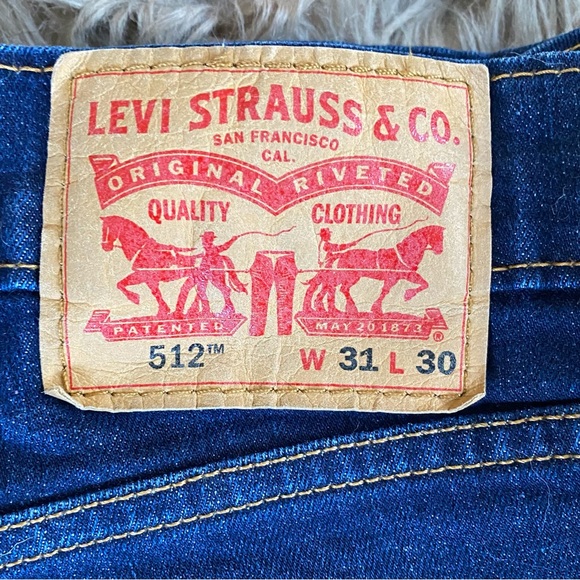 LEVI STRAUSS & CO.
SAN FRANCISCO
CAL.
ORIGINAL RIVETED
QUALITY CLOTHING
PATENTED MAY 20 1873 ®
512™ W 31 L 30